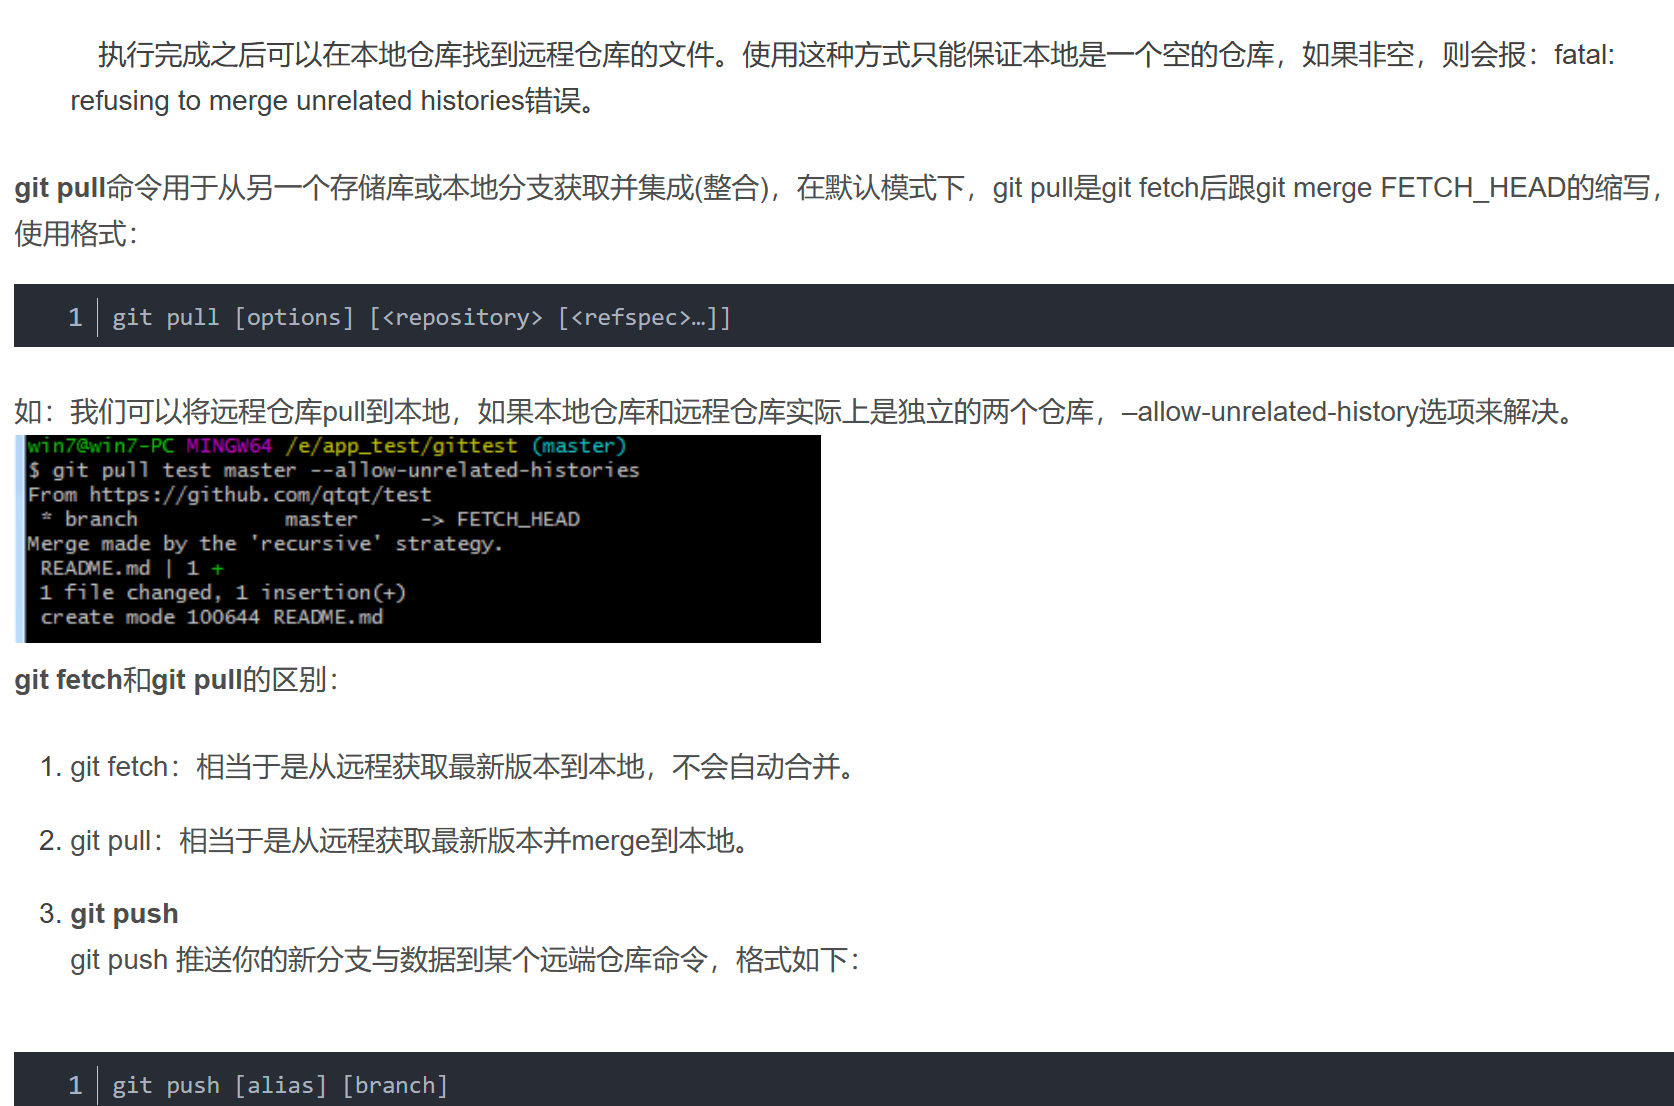 执行完成之后可以在本地仓库找到远程仓库的文件。使用这种方式只能保证本地是一个空的仓库，如果非空，则会报：fatal:
refusing to merge unrelated histories错误。
git pull命令用于从另一个存储库或本地分支获取并集成(整合)，在默认模式下，git pull是git fetch后跟git merge FETCH_HEAD的缩写，
使用格式：
1 git pull [options] [<repository> [<refspec>…]]
如：我们可以将远程仓库pull到本地，如果本地仓库和远程仓库实际上是独立的两个仓库，–allow-unrelated-history选项来解决。
win7@win7-PC MINGW64 /e/app_test/gittest (master)
$ git pull test master --allow-unrelated-histories
From https://github.com/qtqt/test
* branch master -> FETCH_HEAD
Merge made by the 'recursive' strategy.
README.md | 1 +
1 file changed, 1 insertion(+)
create mode 100644 README.md
git fetch和git pull的区别：
1. git fetch：相当于是从远程获取最新版本到本地，不会自动合并。
2. git pull：相当于是从远程获取最新版本并merge到本地。
3. git push
git push 推送你的新分支与数据到某个远端仓库命令，格式如下：
1 git push [alias] [branch]